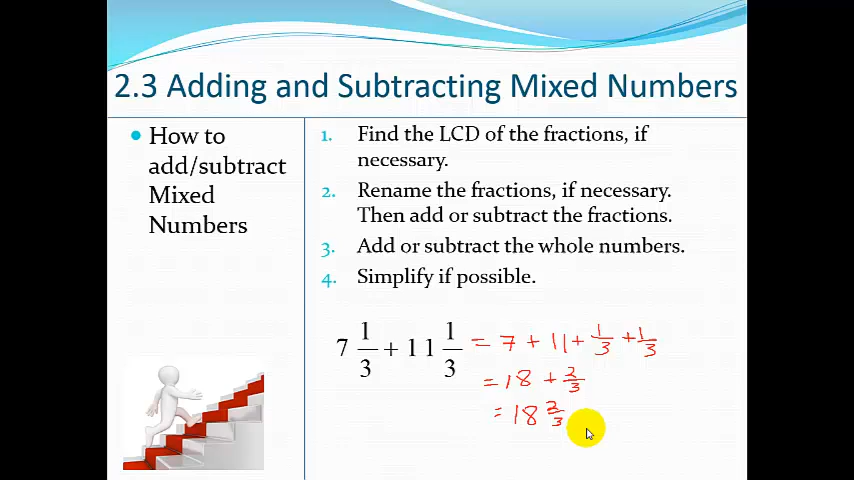 2.3 Adding and Subtracting Mixed Numbers
• How to
add/subtract
Mixed
Numbers
1. Find the LCD of the fractions, if
necessary.
2. Rename the fractions, if necessary.
Then add or subtract the fractions.
3. Add or subtract the whole numbers.
4. Simplify if possible.
7 1/3 + 11 1/3 = 7 + 11 + 1/3 + 1/3
= 18 + 2/3
= 18 2/3